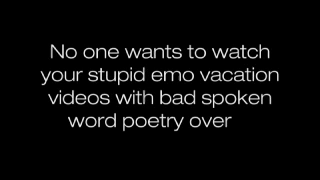 No one wants to watch
your stupid emo vacation
videos with bad spoken
word poetry over